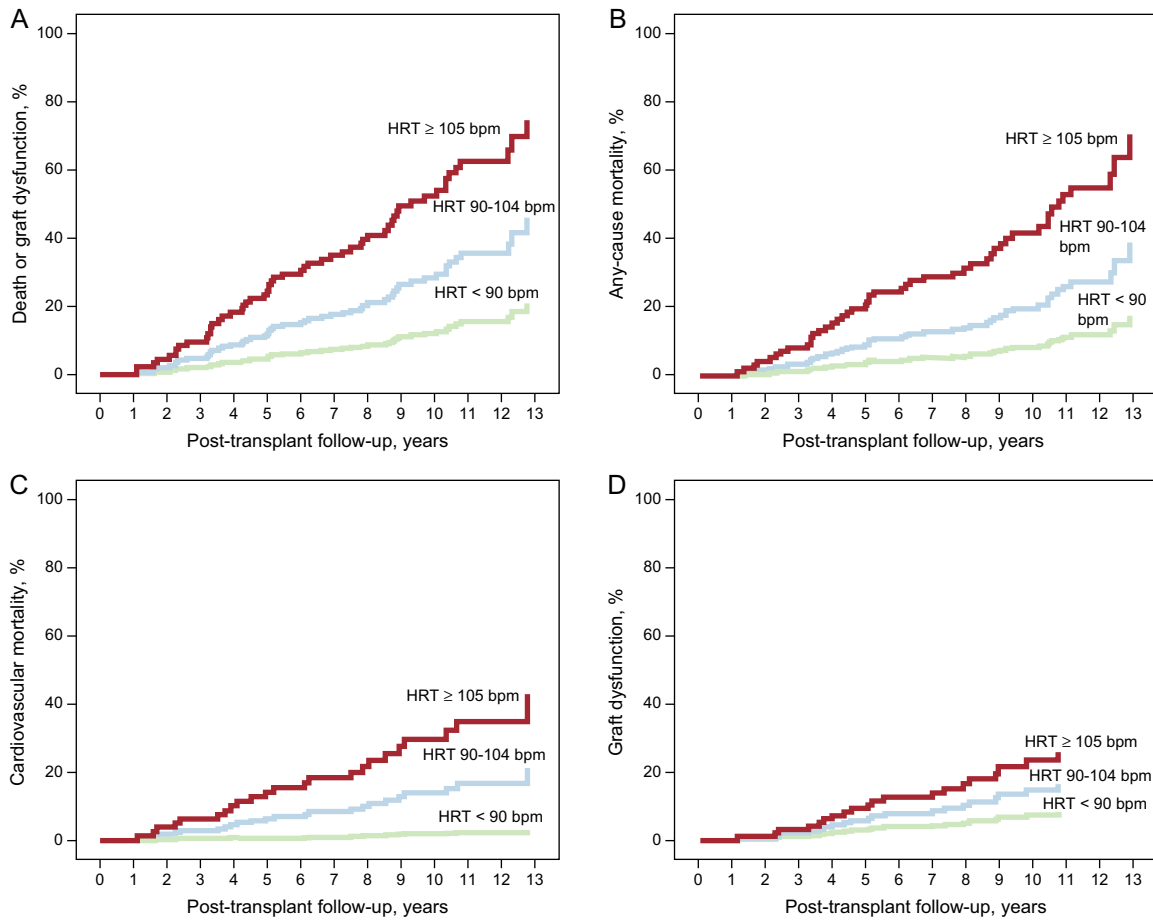 A
Death or graft dysfunction, %
100
80
60
40
20
0
HRT ≥ 105 bpm
HRT 90-104 bpm
HRT < 90 bpm
0 1 2 3 4 5 6 7 8 9 10 11 12 13
Post-transplant follow-up, years
B
Any-cause mortality, %
100
80
60
40
20
0
HRT ≥ 105 bpm
HRT 90-104
bpm
HRT < 90
bpm
0 1 2 3 4 5 6 7 8 9 10 11 12 13
Post-transplant follow-up, years
C
Cardiovascular mortality, %
100
80
60
40
20
0
HRT ≥ 105 bpm
HRT 90-104 bpm
HRT < 90 bpm
0 1 2 3 4 5 6 7 8 9 10 11 12 13
Post-transplant follow-up, years
D
Graft dysfunction, %
100
80
60
40
20
0
HRT ≥ 105 bpm
HRT 90-104 bpm
HRT < 90 bpm
0 1 2 3 4 5 6 7 8 9 10 11 12 13
Post-transplant follow-up, years